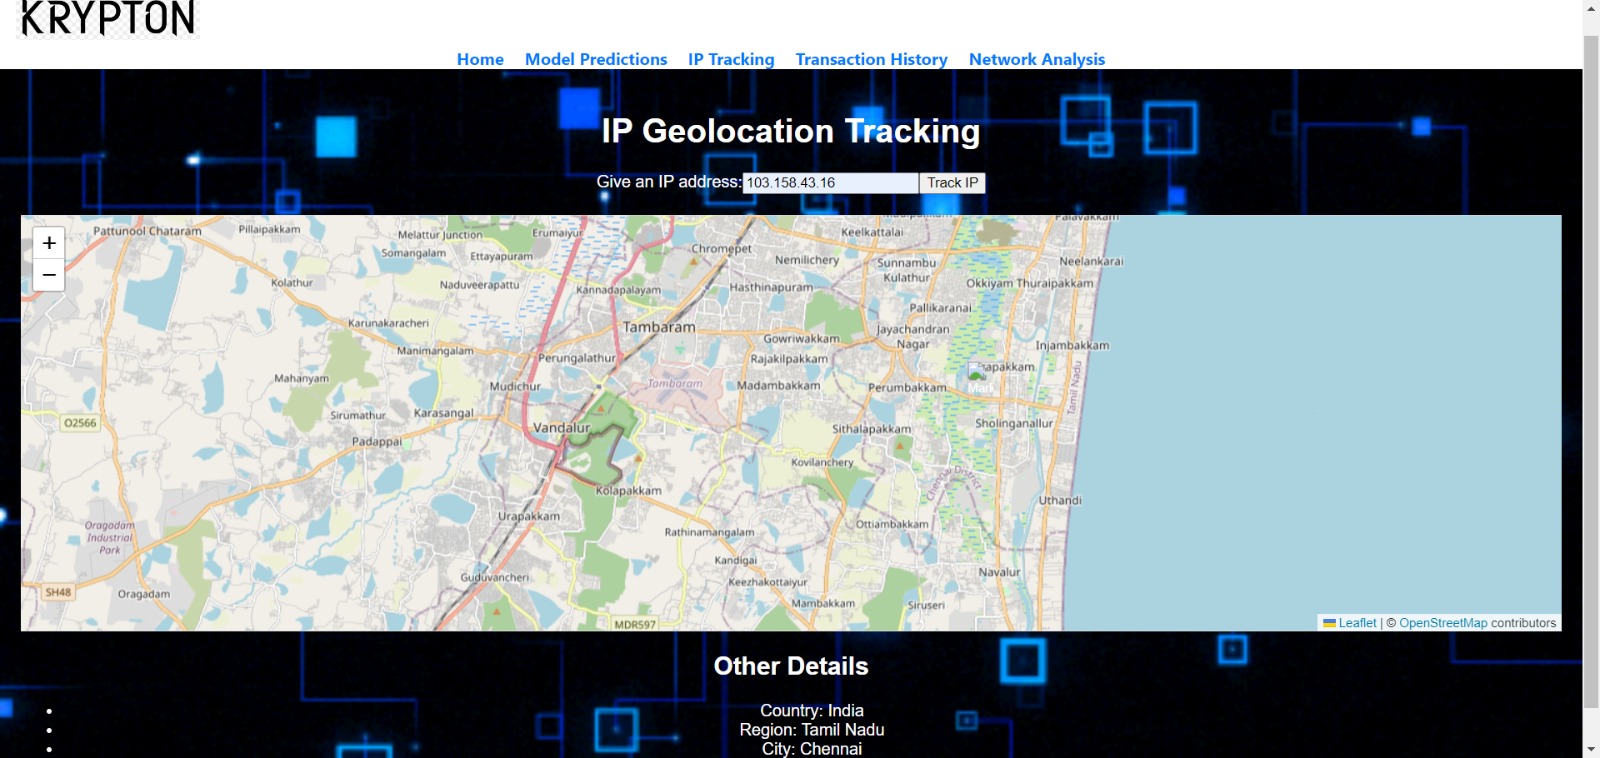 KRYPTON
Home Model Predictions IP Tracking Transaction History Network Analysis
IP Geolocation Tracking
Give an IP address: 103.158.43.16 Track IP
+
−
Pattunool Chataram
Pillaipakkam
Melattur Junction
Erumaiyur
Somangalam
Ettayapuram
Chromepet
Nemilichery
Keelkattalai
Palavakkam
Sunnambu
Kulathur
Neelankarai
Kolathur
Naduveerapattu
Kannadapalayam
Hasthinapuram
Okkiyam Thuraipakkam
Pallikaranai
Karunakaracheri
Tambaram
Gowriwakkam
Jayachandran
Nagar
Injambakkam
Manimangalam
Perungalathur
Rajakilpakkam
Mahanyam
Mudichur
Tambaram
Madambakkam
Perumbakkam
apakkam
Mark
Tamil Nadu
Sirumathur
Karasangal
O2566
Padappai
Vandalur
Sithalapakkam
Sholinganallur
Kovilanchery
Chennai District
Kolapakkam
Uthandi
Urapakkam
Oragadam
Industrial
Park
Rathinamangalam
Ottiambakkam
Kandigai
Navalur
Guduvancheri
Keezhakottaiyur
SH48
Oragadam
Mambakkam
Siruseri
MDR597
Leaflet | © OpenStreetMap contributors
Other Details
• Country: India
• Region: Tamil Nadu
• City: Chennai